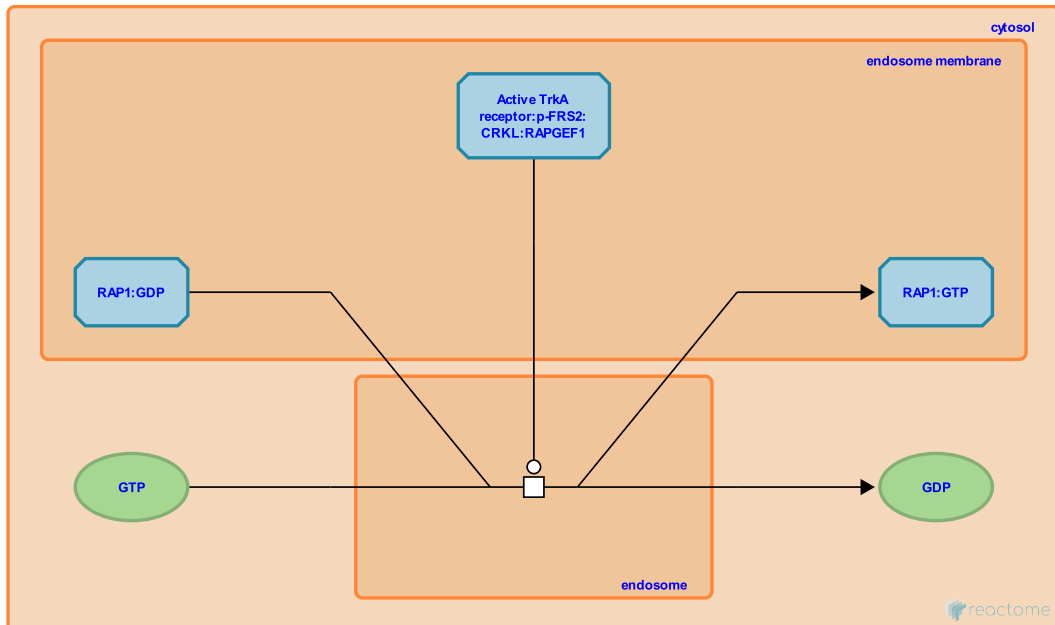 cytosol
endosome membrane
Active TrkA
receptor:p-FRS2:
CRKL:RAPGEF1
RAP1:GDP
RAP1:GTP
GTP
GDP
endosome
reactome